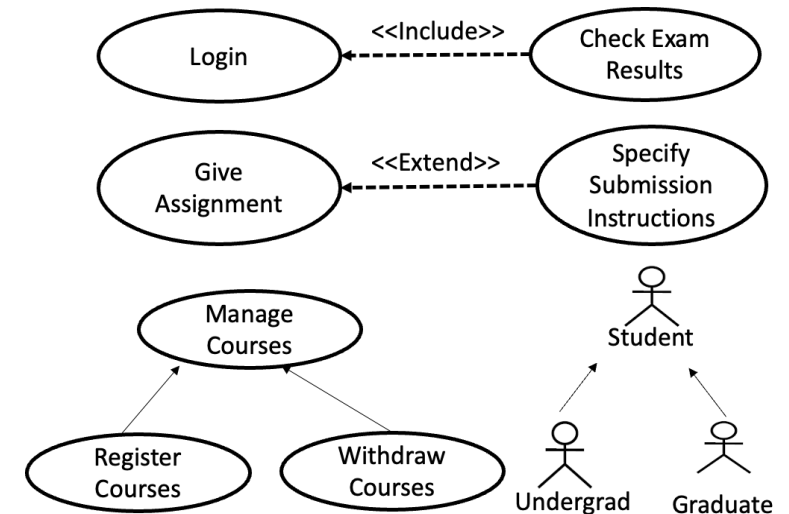 Login
<<Include>>
Check Exam
Results
Give
Assignment
<<Extend>>
Specify
Submission
Instructions
Manage
Courses
Student
Register
Courses
Withdraw
Courses
Undergrad
Graduate